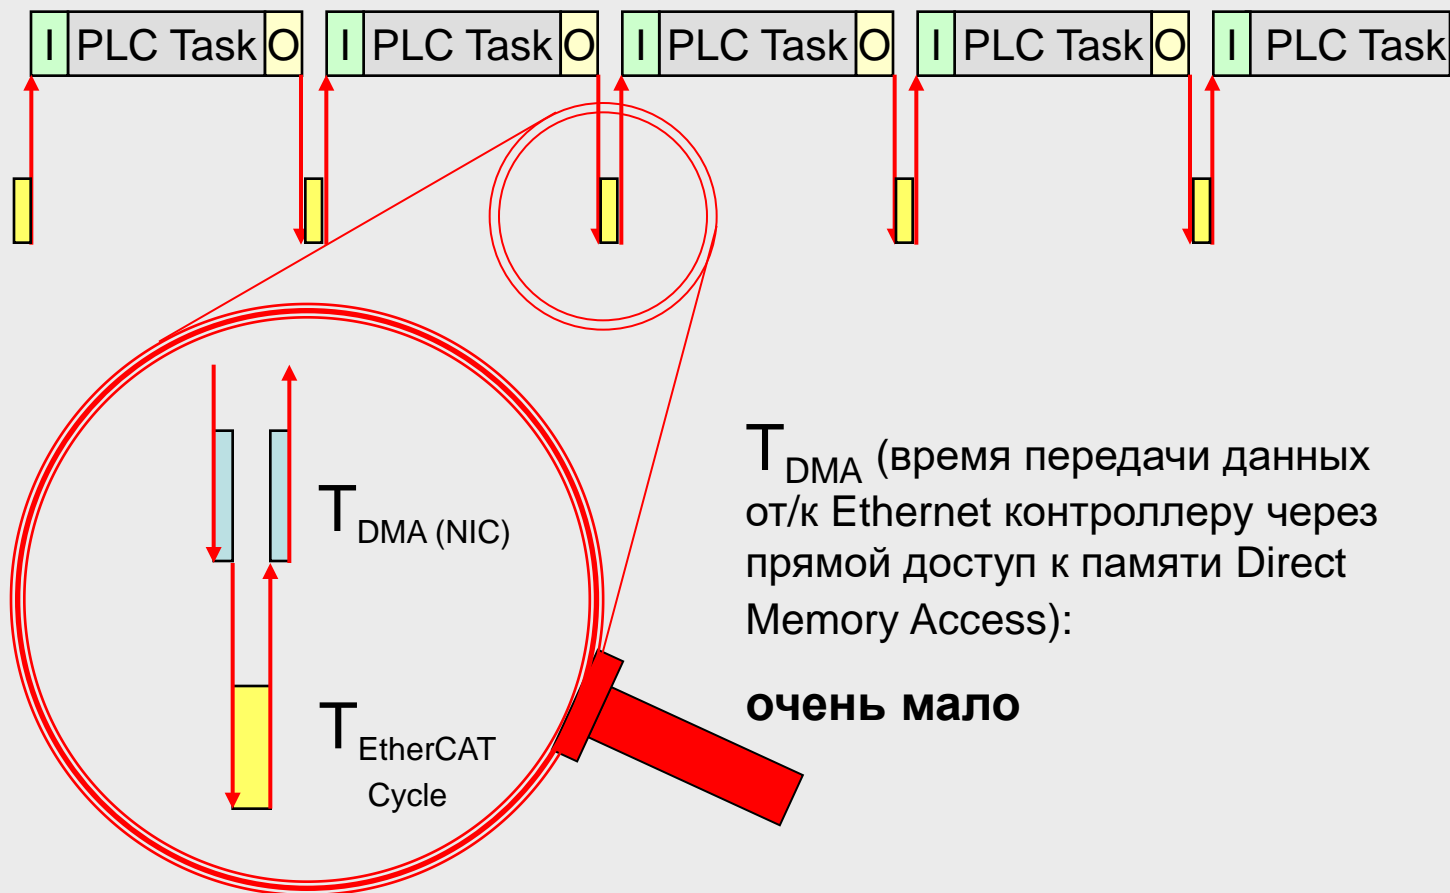 I PLC Task O I PLC Task O I PLC Task O I PLC Task O I PLC Task
T DMA (NIC)
T EtherCAT
Cycle
T DMA (время передачи данных
от/к Ethernet контроллеру через
прямой доступ к памяти Direct
Memory Access):
очень мало